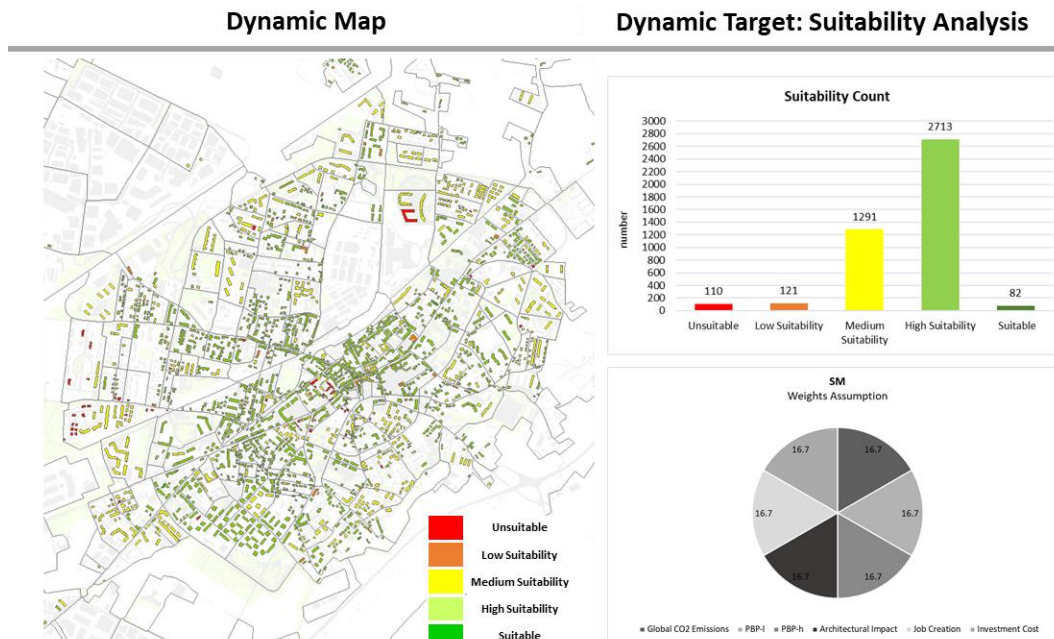 Dynamic Map
Dynamic Target: Suitability Analysis
Unsuitable
Low Suitability
Medium Suitability
High Suitability
Suitable
Suitability Count
number
3000
2800
2600
2400
2200
2000
1800
1600
1400
1200
1000
800
600
400
200
0
110
121
1291
2713
82
Unsuitable
Low Suitability
Medium
Suitability
High Suitability
Suitable
SM
Weights Assumption
16.7
16.7
16.7
16.7
16.7
16.7
Global CO2 Emissions
PBP-l
PBP-h
Architectural Impact
Job Creation
Investment Cost